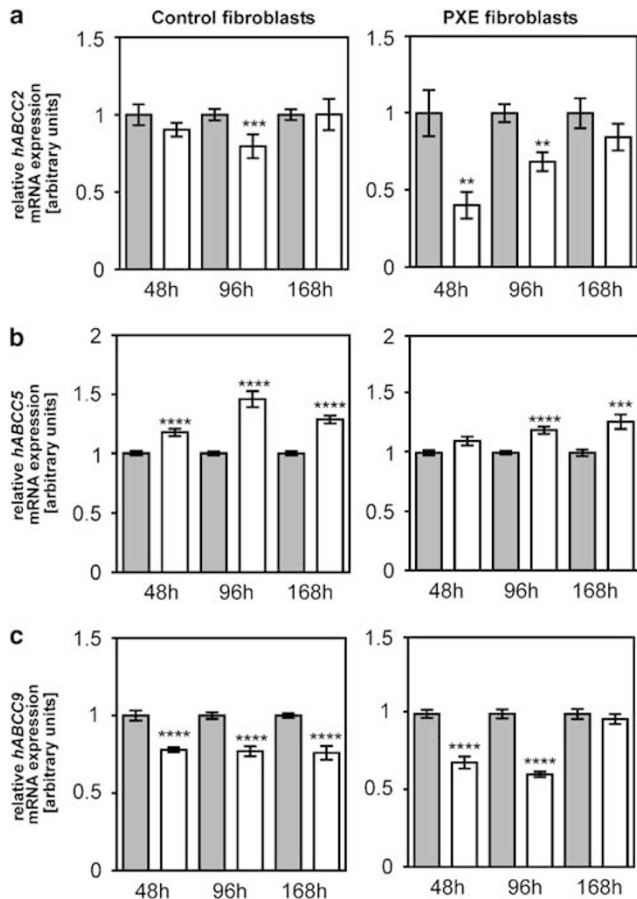 a
Control fibroblasts
PXE fibroblasts
relative hABCC2
mRNA expression
[arbitrary units]
1.5
1
0.5
0
***
48h 96h 168h
1.5
1
0.5
0
**
**
48h 96h 168h
b
relative hABCC5
mRNA expression
[arbitrary units]
2
1.5
1
0.5
0
****
****
****
48h 96h 168h
2
1.5
1
0.5
0
****
***
48h 96h 168h
c
relative hABCC9
mRNA expression
[arbitrary units]
1.5
1
0.5
0
****
****
****
48h 96h 168h
1.5
1
0.5
0
****
****
48h 96h 168h